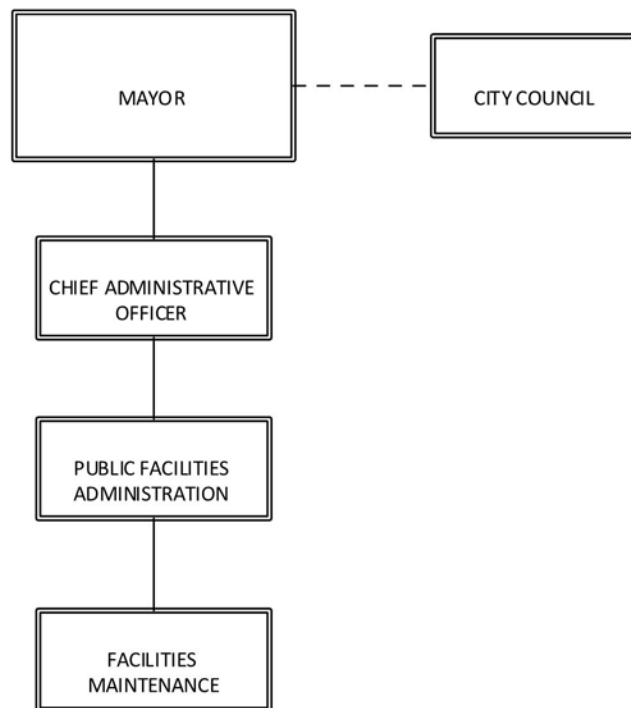 MAYOR
CITY COUNCIL
CHIEF ADMINISTRATIVE
OFFICER
PUBLIC FACILITIES
ADMINISTRATION
FACILITIES
MAINTENANCE